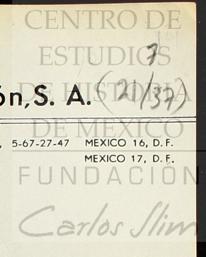 CENTRO DE
ESTUDIOS
7
DE HISTORIA
ón, S. A. (21/37)
DE MEXICO
, 5-67-27-47 MEXICO 16, D. F.
MEXICO 17, D. F.
FUNDACIÓN
Carlos Slim